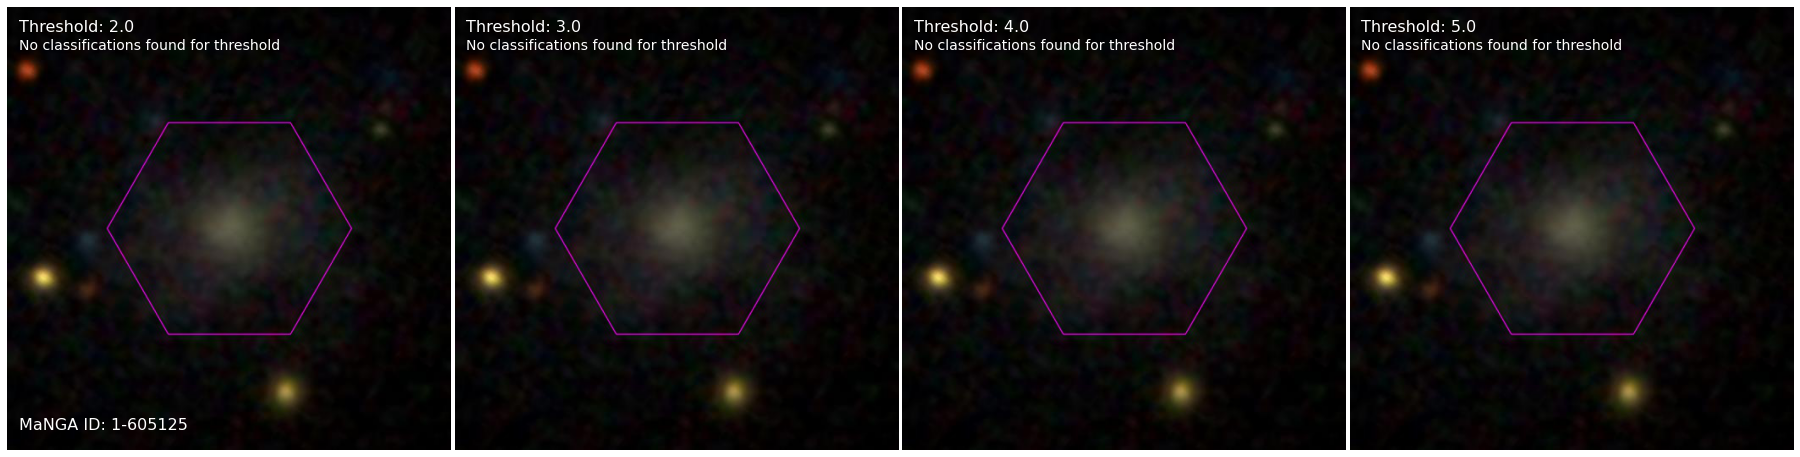 Threshold: 2.0
No classifications found for threshold
MaNGA ID: 1-605125
Threshold: 3.0
No classifications found for threshold
Threshold: 4.0
No classifications found for threshold
Threshold: 5.0
No classifications found for threshold